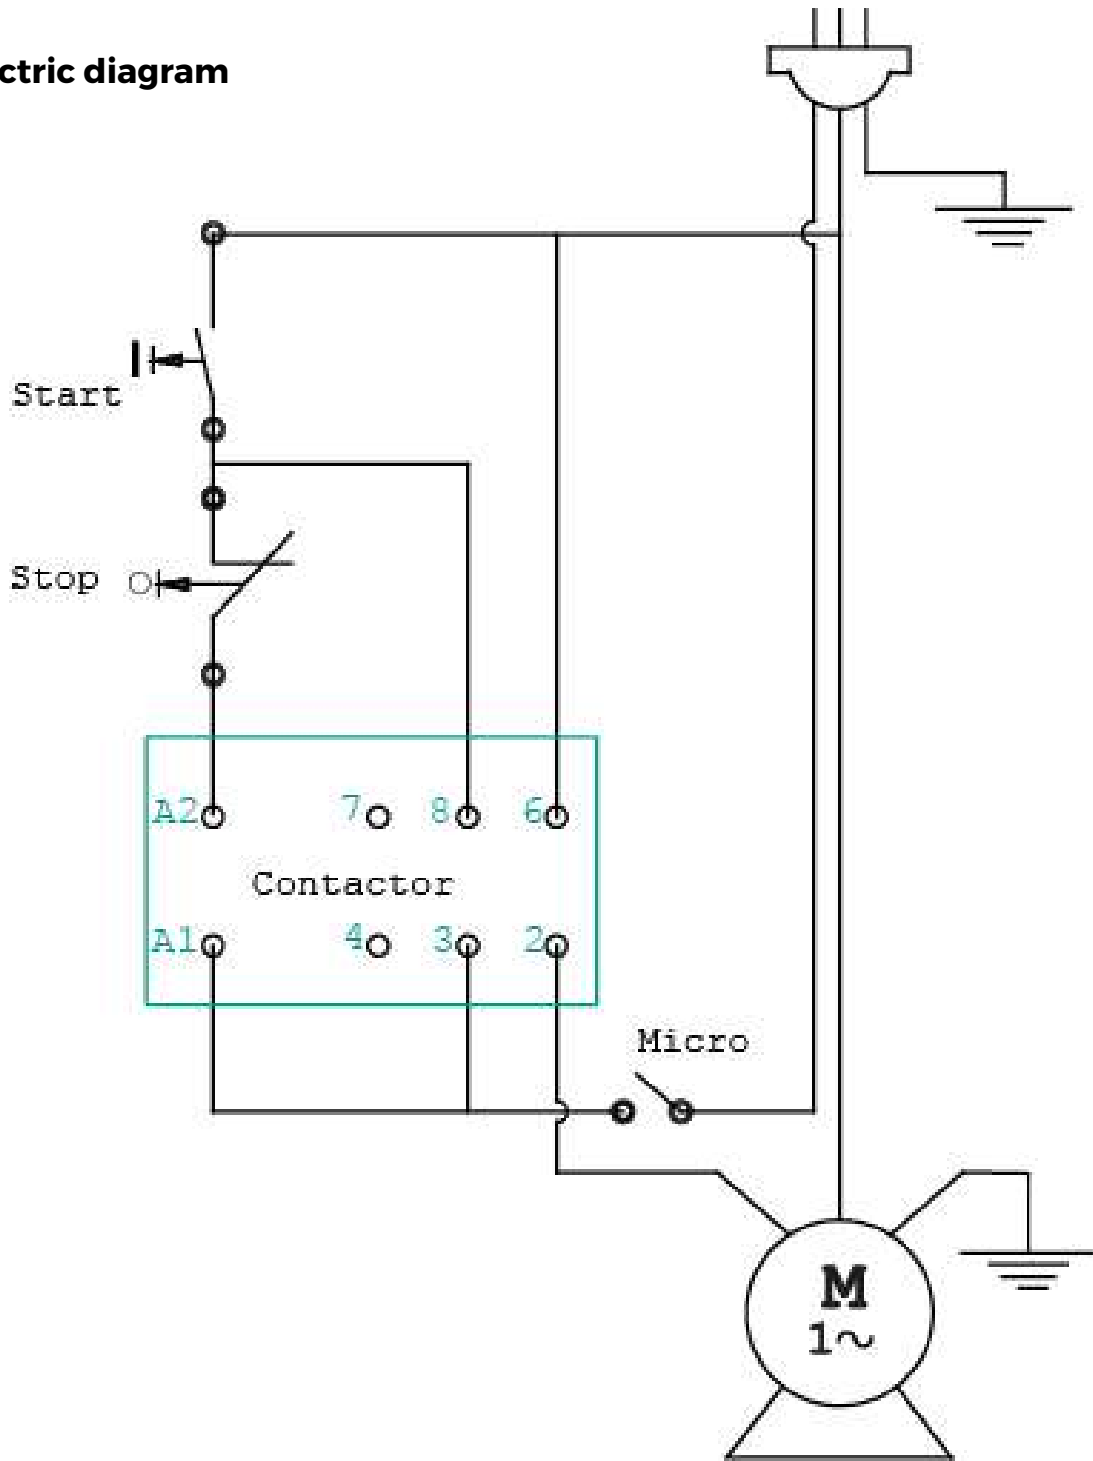 ctric diagram
Start
Stop
A2 7 8 6
Contactor
A1 4 3 2
Micro
M
1~